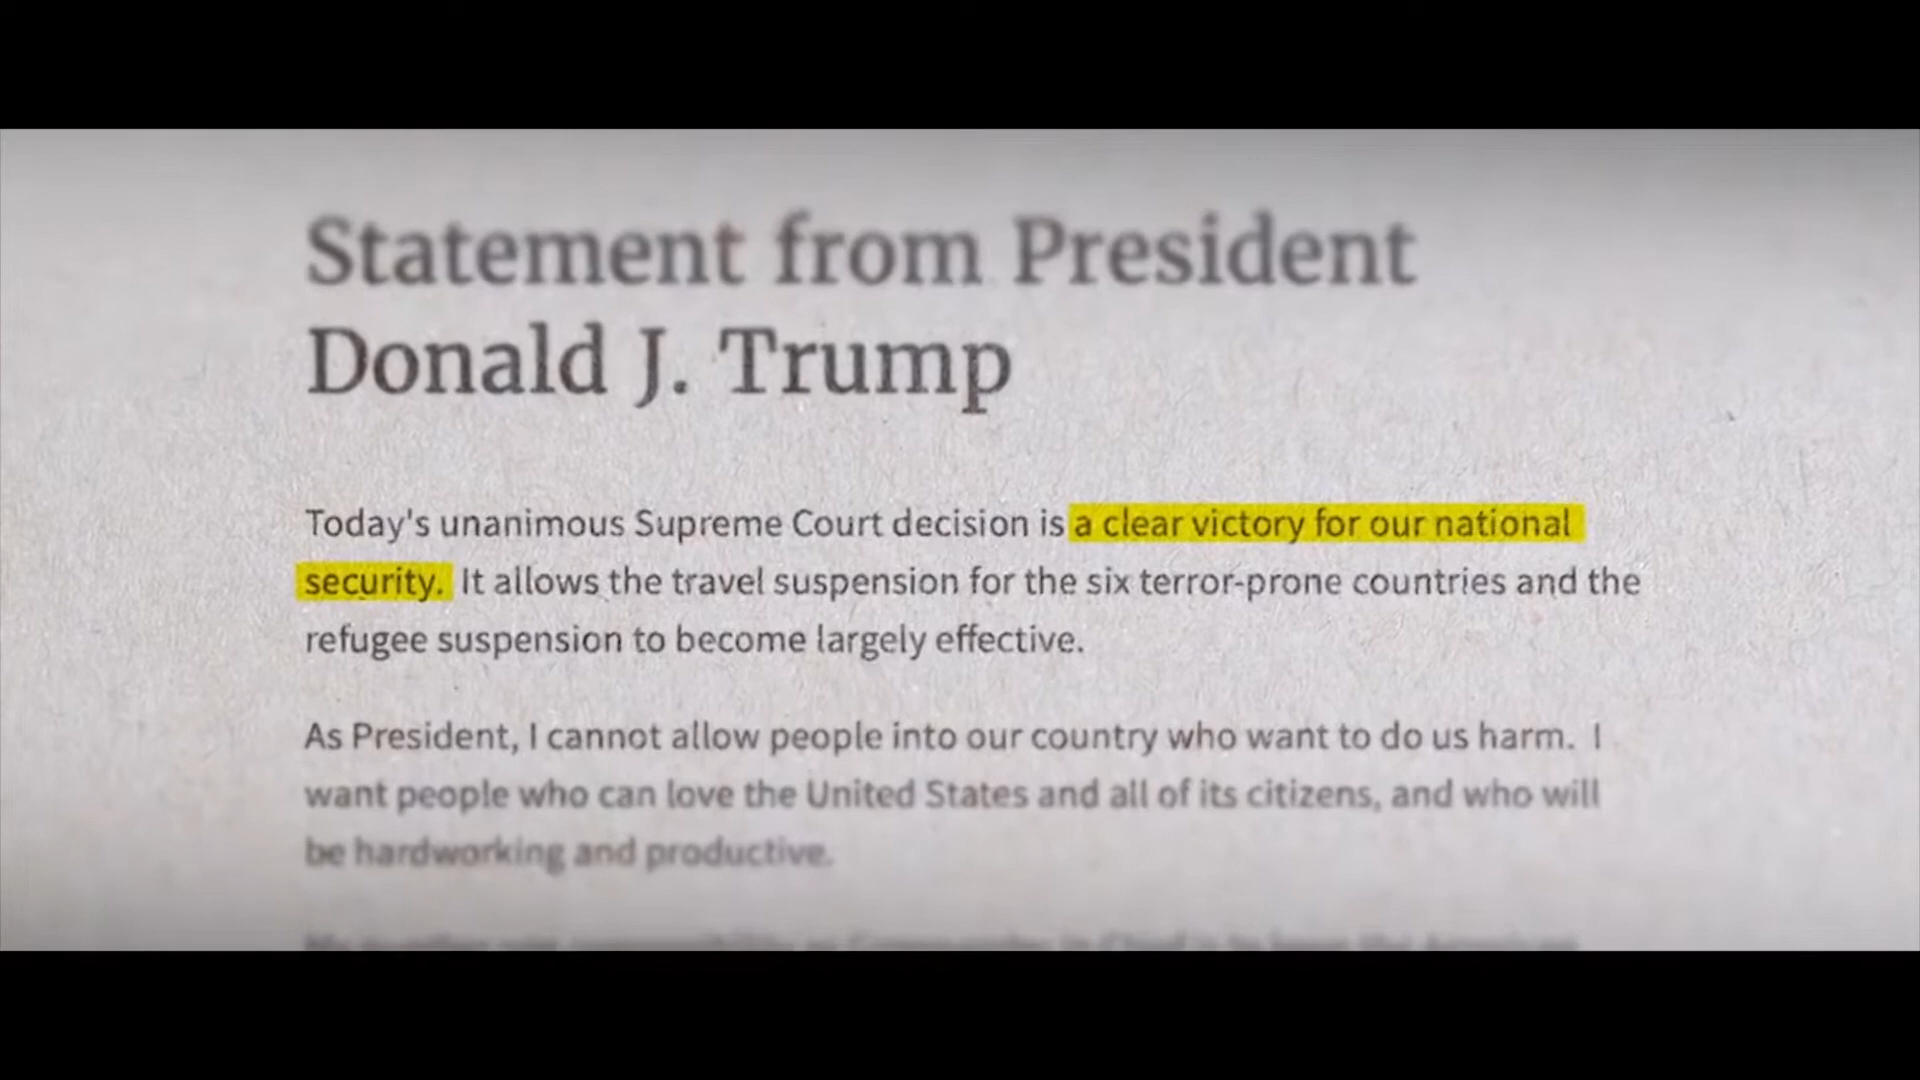 Statement from President
Donald J. Trump
Today's unanimous Supreme Court decision is a clear victory for our national
security. It allows the travel suspension for the six terror-prone countries and the
refugee suspension to become largely effective.
As President, I cannot allow people into our country who want to do us harm. I
want people who can love the United States and all of its citizens, and who will
be hardworking and productive.